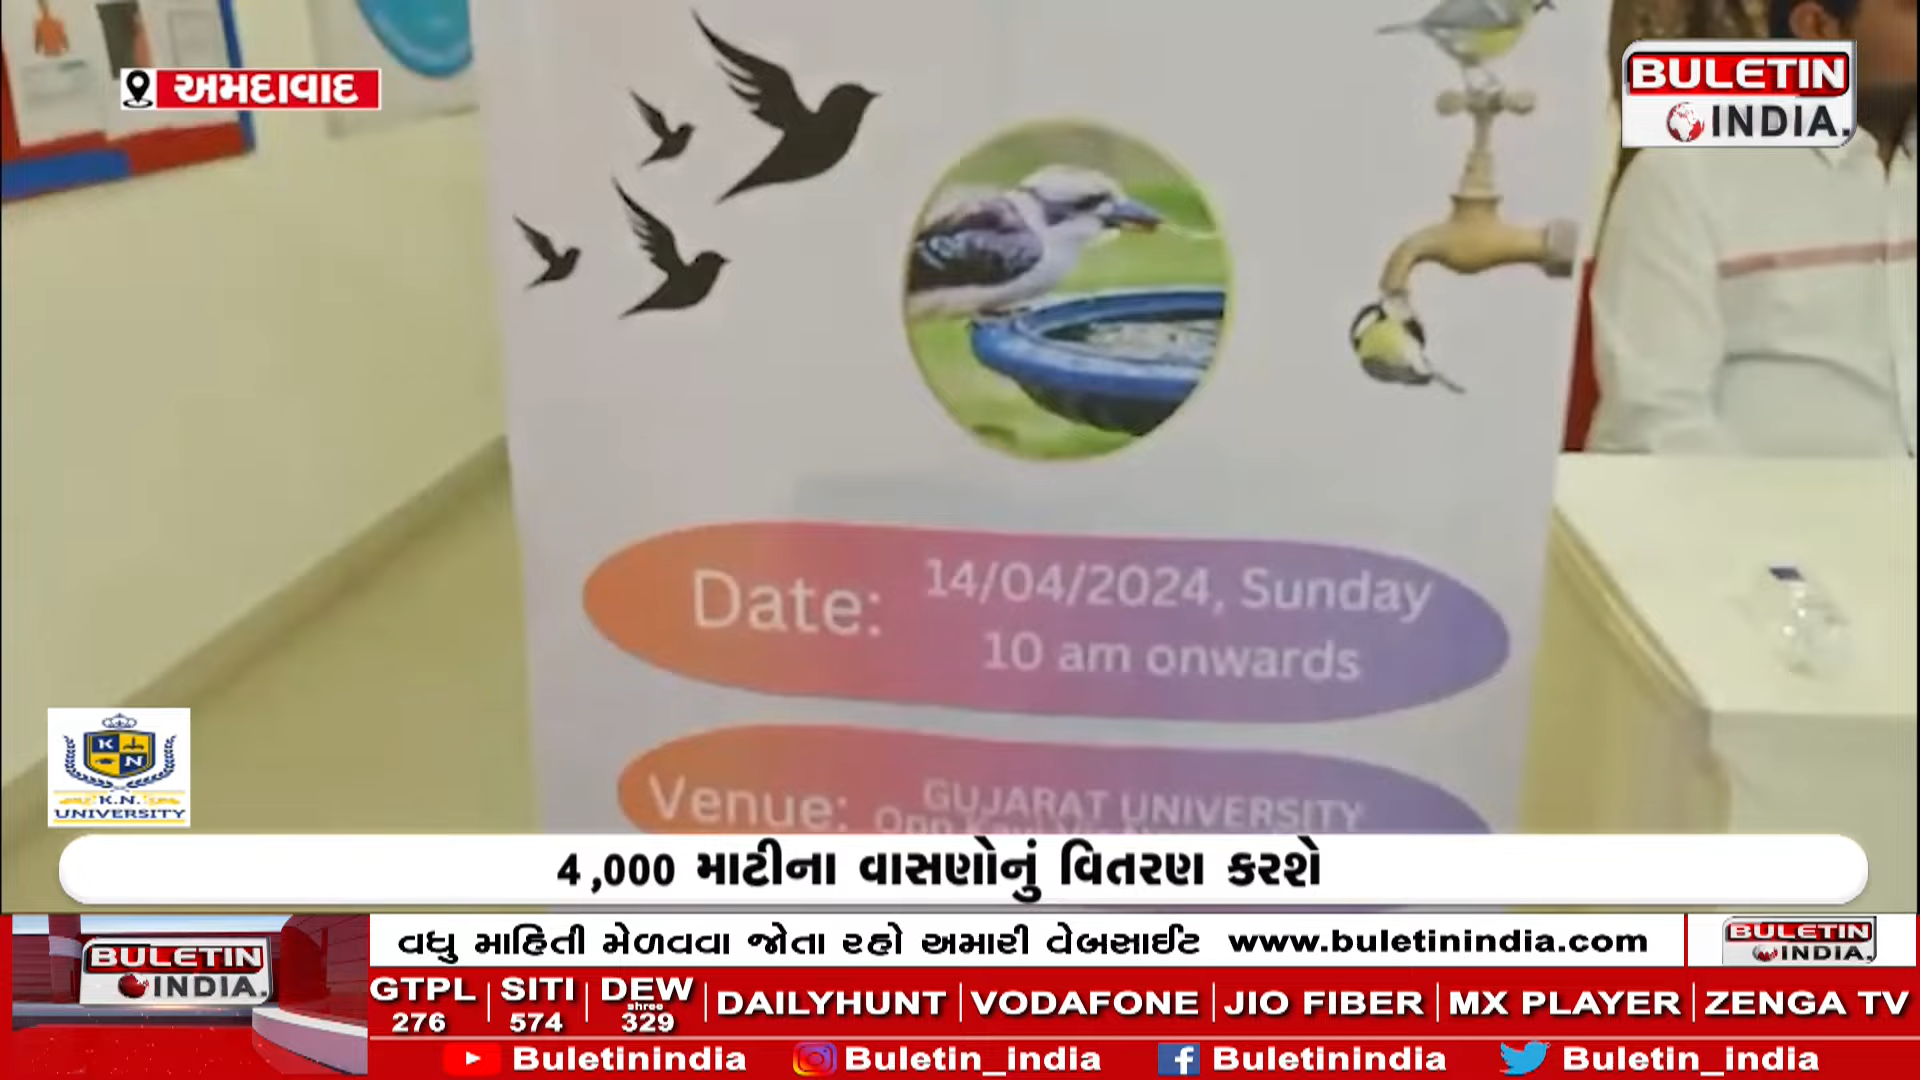 અમદાવાદ
BULETIN
INDIA.
Date: 14/04/2024, Sunday
10 am onwards
Venue: GUJARAT UNIVERSITY
K N
K.N.
UNIVERSITY
4,000 માટીના વાસણોનું વિતરણ કરશે
BULETIN
INDIA.
વધુ માહિતી મેળવવા જોતા રહો અમારી વેબસાઈટ www.buletinindia.com
BULETIN
INDIA.
GTPL 276 | SITI 574 | DEW shree 329 | DAILYHUNT | VODAFONE | JIO FIBER | MX PLAYER | ZENGA TV
Buletinindia Buletin_india Buletinindia Buletin_india